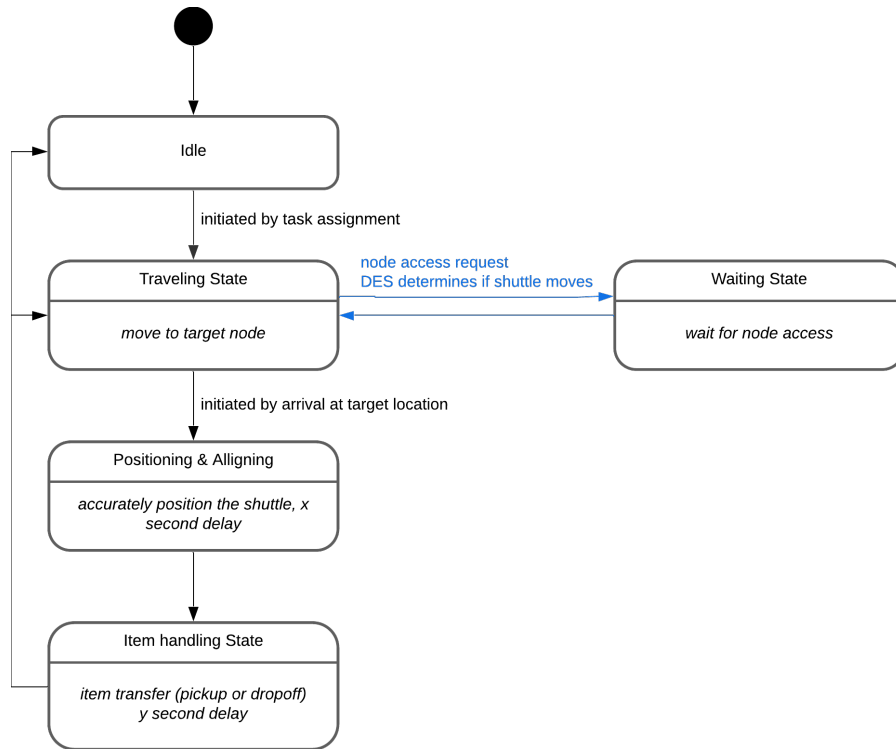 Idle
initiated by task assignment
Traveling State
move to target node
node access request
DES determines if shuttle moves
Waiting State
wait for node access
initiated by arrival at target location
Positioning & Alligning
accurately position the shuttle, x
second delay
Item handling State
item transfer (pickup or dropoff)
y second delay